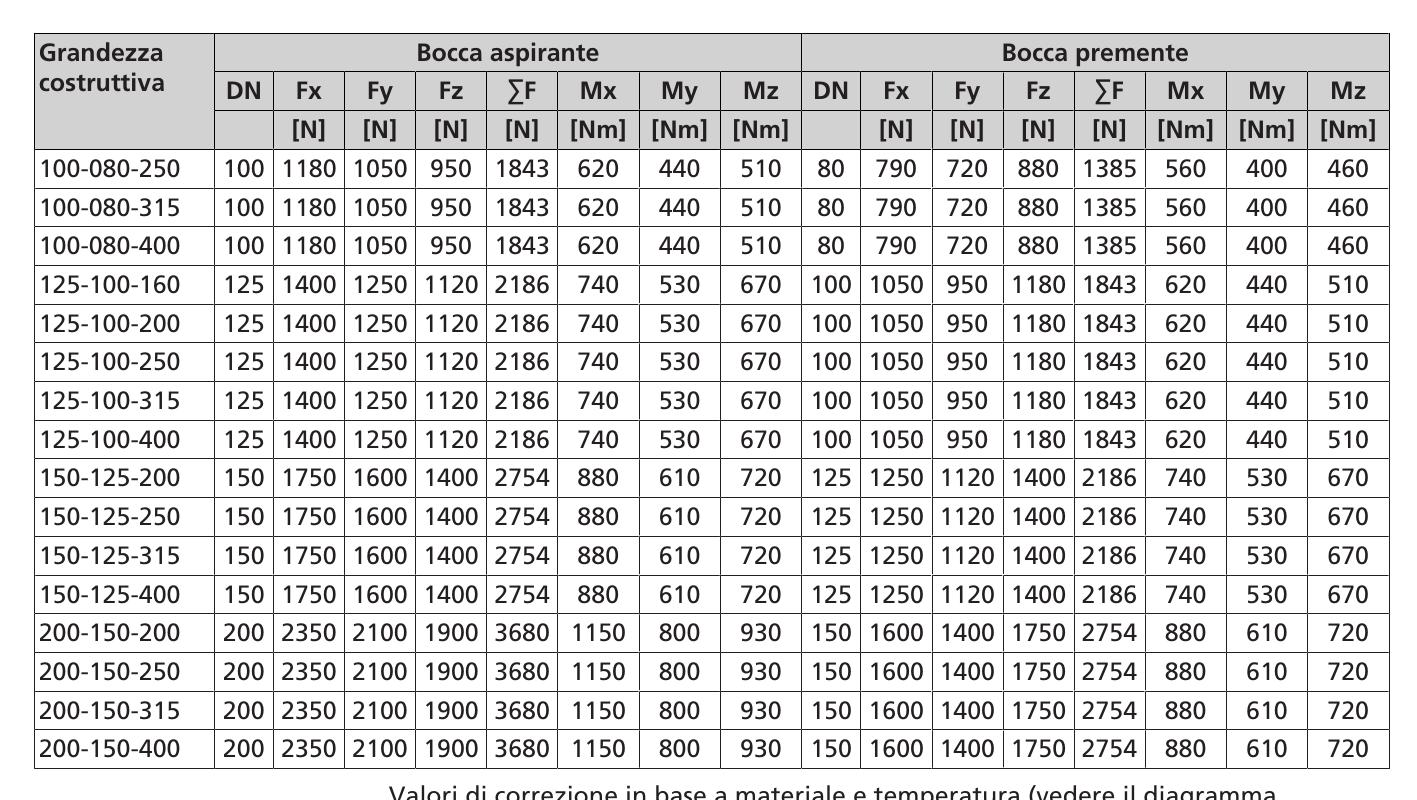 Grandezza costruttiva Bocca aspirante Bocca premente
DN Fx Fy Fz ∑F Mx My Mz DN Fx Fy Fz ∑F Mx My Mz
[N] [N] [N] [N] [Nm] [Nm] [Nm] [N] [N] [N] [N] [Nm] [Nm] [Nm]
100-080-250 100 1180 1050 950 1843 620 440 510 80 790 720 880 1385 560 400 460
100-080-315 100 1180 1050 950 1843 620 440 510 80 790 720 880 1385 560 400 460
100-080-400 100 1180 1050 950 1843 620 440 510 80 790 720 880 1385 560 400 460
125-100-160 125 1400 1250 1120 2186 740 530 670 100 1050 950 1180 1843 620 440 510
125-100-200 125 1400 1250 1120 2186 740 530 670 100 1050 950 1180 1843 620 440 510
125-100-250 125 1400 1250 1120 2186 740 530 670 100 1050 950 1180 1843 620 440 510
125-100-315 125 1400 1250 1120 2186 740 530 670 100 1050 950 1180 1843 620 440 510
125-100-400 125 1400 1250 1120 2186 740 530 670 100 1050 950 1180 1843 620 440 510
150-125-200 150 1750 1600 1400 2754 880 610 720 125 1250 1120 1400 2186 740 530 670
150-125-250 150 1750 1600 1400 2754 880 610 720 125 1250 1120 1400 2186 740 530 670
150-125-315 150 1750 1600 1400 2754 880 610 720 125 1250 1120 1400 2186 740 530 670
150-125-400 150 1750 1600 1400 2754 880 610 720 125 1250 1120 1400 2186 740 530 670
200-150-200 200 2350 2100 1900 3680 1150 800 930 150 1600 1400 1750 2754 880 610 720
200-150-250 200 2350 2100 1900 3680 1150 800 930 150 1600 1400 1750 2754 880 610 720
200-150-315 200 2350 2100 1900 3680 1150 800 930 150 1600 1400 1750 2754 880 610 720
200-150-400 200 2350 2100 1900 3680 1150 800 930 150 1600 1400 1750 2754 880 610 720
Valori di correzione in base a materiale e temperatura (vedere il diagramma